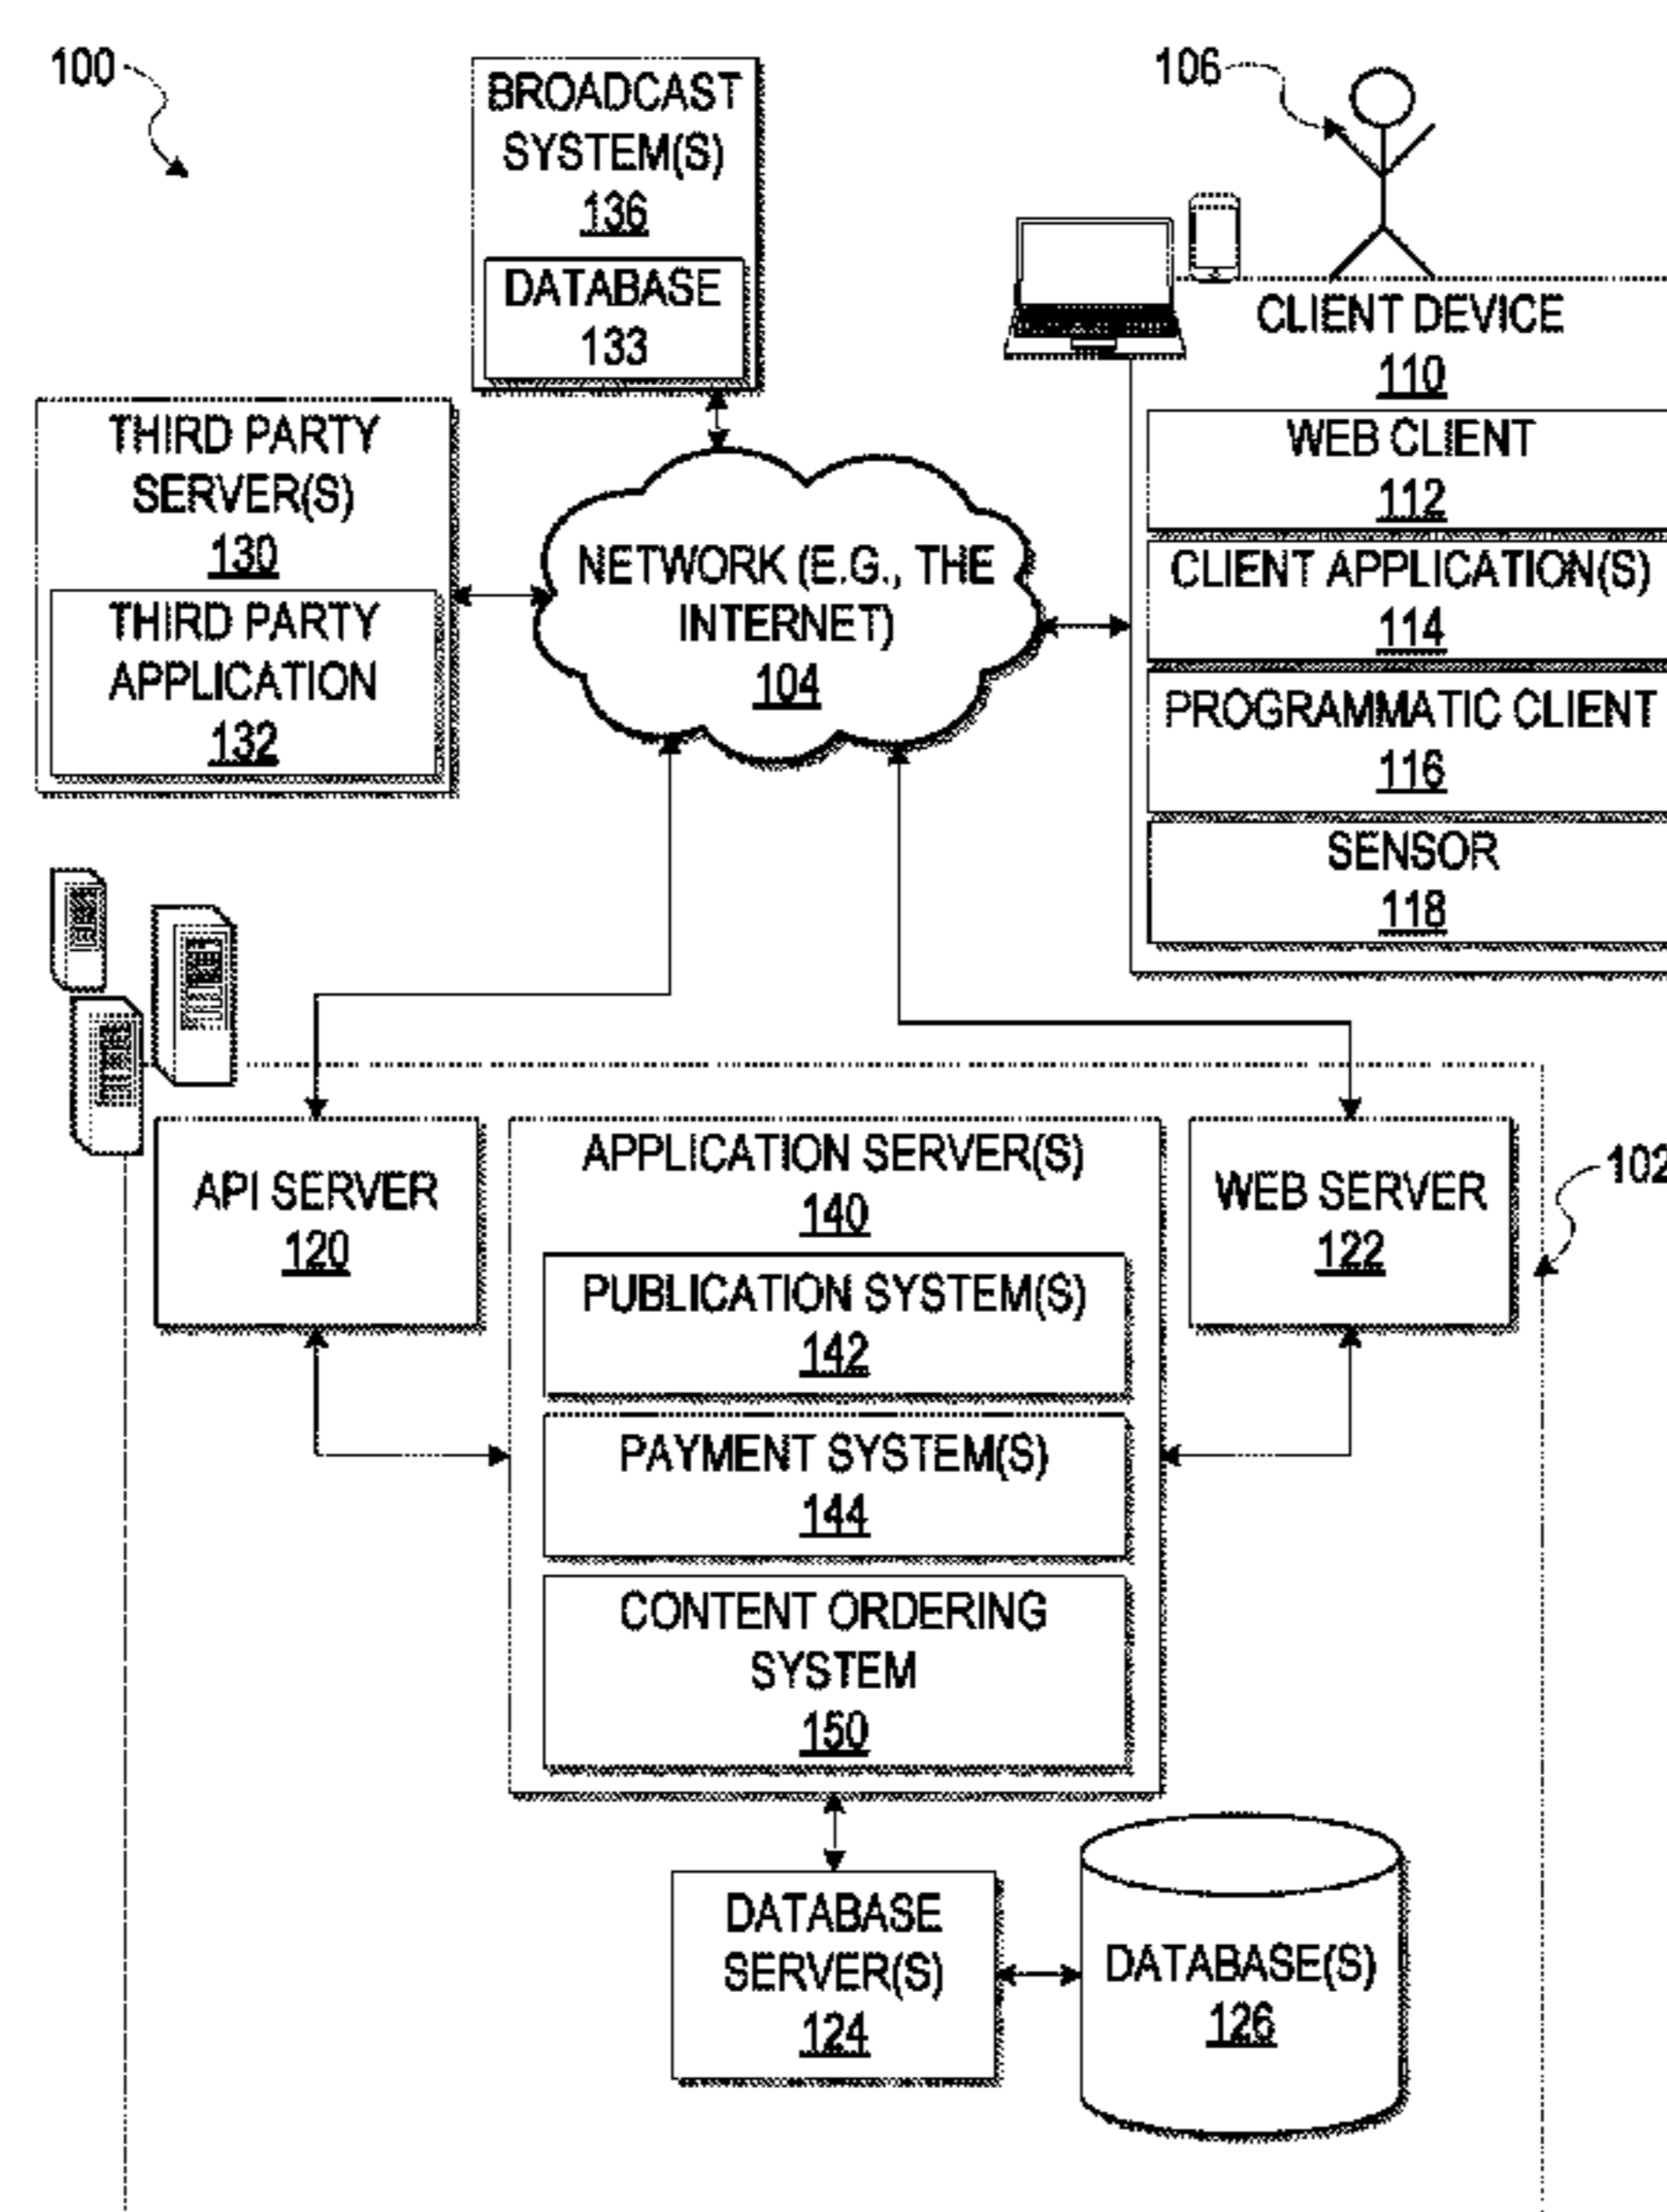 100
BROADCAST
SYSTEM(S)
136
DATABASE
133
106
CLIENT DEVICE
110
WEB CLIENT
112
CLIENT APPLICATION(S)
114
PROGRAMMATIC CLIENT
116
SENSOR
118
THIRD PARTY
SERVER(S)
130
THIRD PARTY
APPLICATION
132
NETWORK (E.G., THE
INTERNET)
104
API SERVER
120
APPLICATION SERVER(S)
140
PUBLICATION SYSTEM(S)
142
PAYMENT SYSTEM(S)
144
CONTENT ORDERING
SYSTEM
150
WEB SERVER
122
102
DATABASE
SERVER(S)
124
DATABASE(S)
126